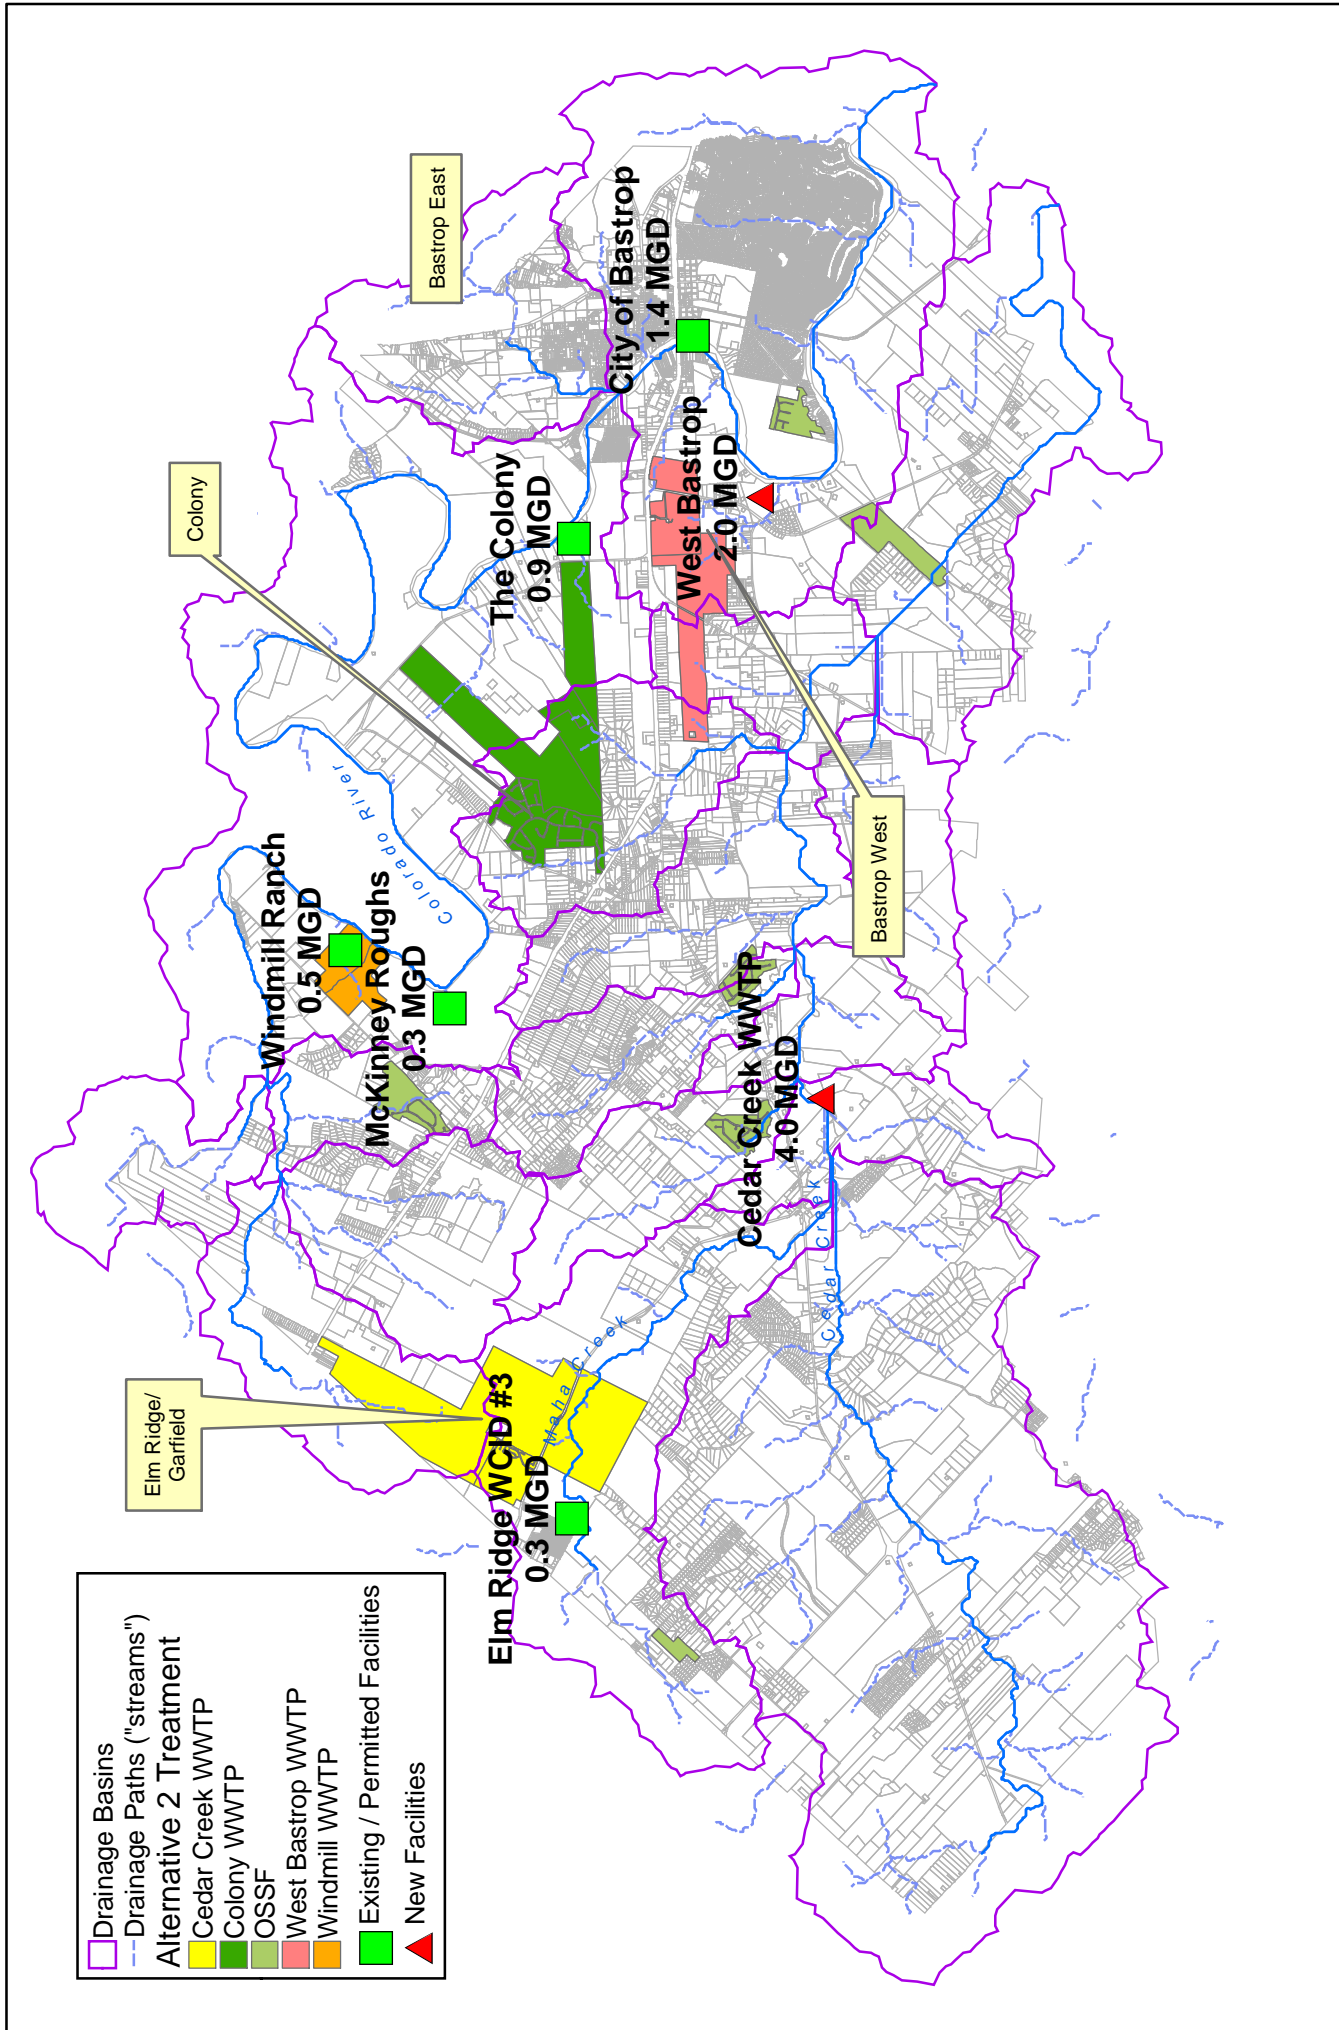 Drainage Basins
Drainage Paths ("streams")
Alternative 2 Treatment
Cedar Creek WWTP
Colony WWTP
OSSF
West Bastrop WWTP
Windmill WWTP
Existing / Permitted Facilities
New Facilities
Elm Ridge/
Garfield
Colony
Bastrop East
Bastrop West
Windmill Ranch
0.5 MGD
McKinney Roughs
0.3 MGD
Colorado River
The Colony
0.9 MGD
City of Bastrop
1.4 MGD
West Bastrop
2.0 MGD
Elm Ridge WCID #3
0.3 MGD
Maha Creek
Cedar Creek WWTP
4.0 MGD
Cedar Creek